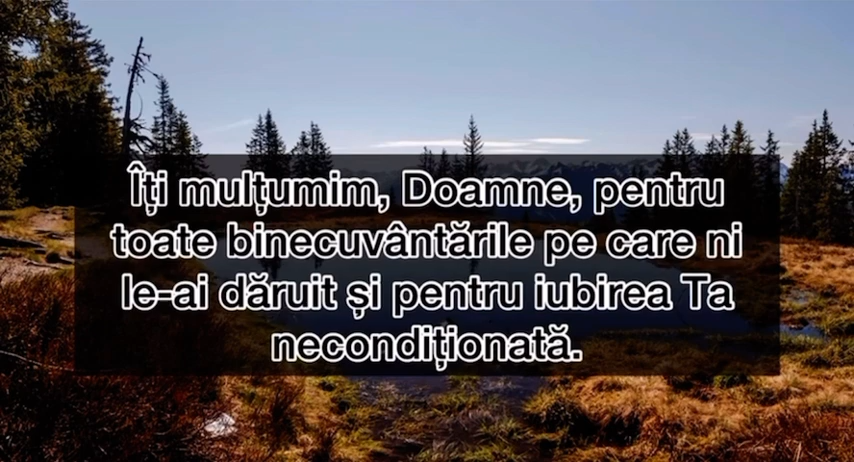 Îți mulțumim, Doamne, pentru
toate binecuvântările pe care ni
le-ai dăruit și pentru iubirea Ta
necondiționată.